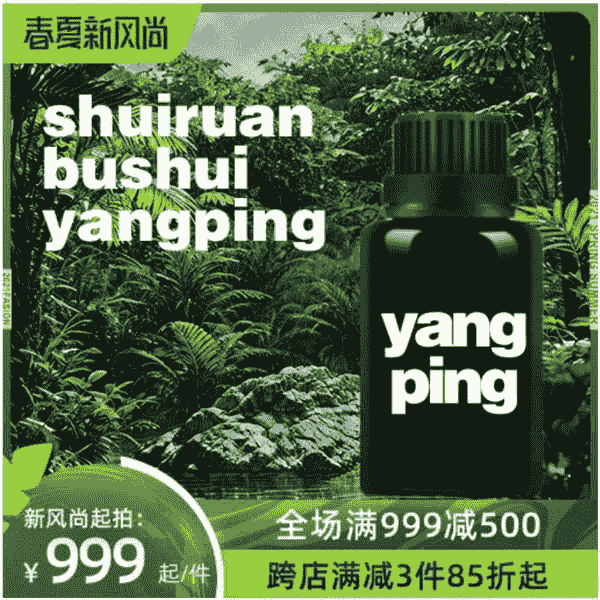 春夏新风尚
shuiruan
bushui
yangping
yang
ping
新风尚起拍：
¥ 999 起/件
全场满999减500
跨店满减3件85折起